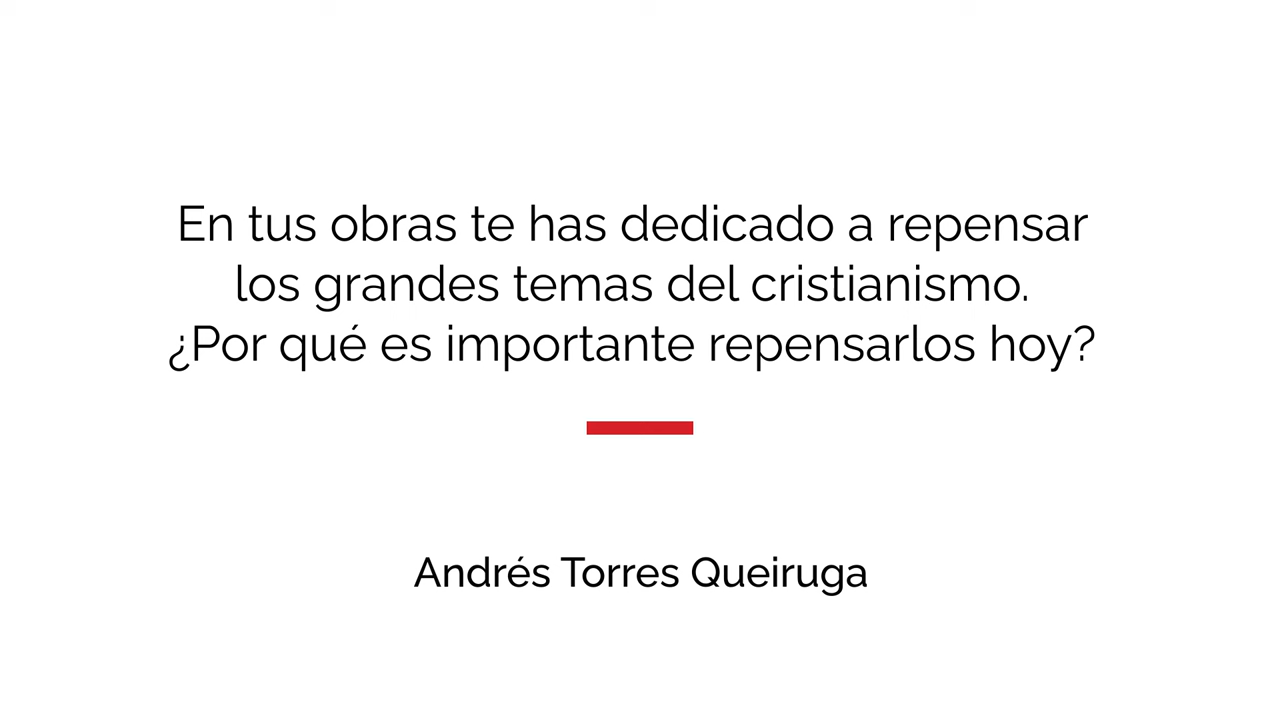 En tus obras te has dedicado a repensar
los grandes temas del cristianismo.
¿Por qué es importante repensarlos hoy?
Andrés Torres Queiruga